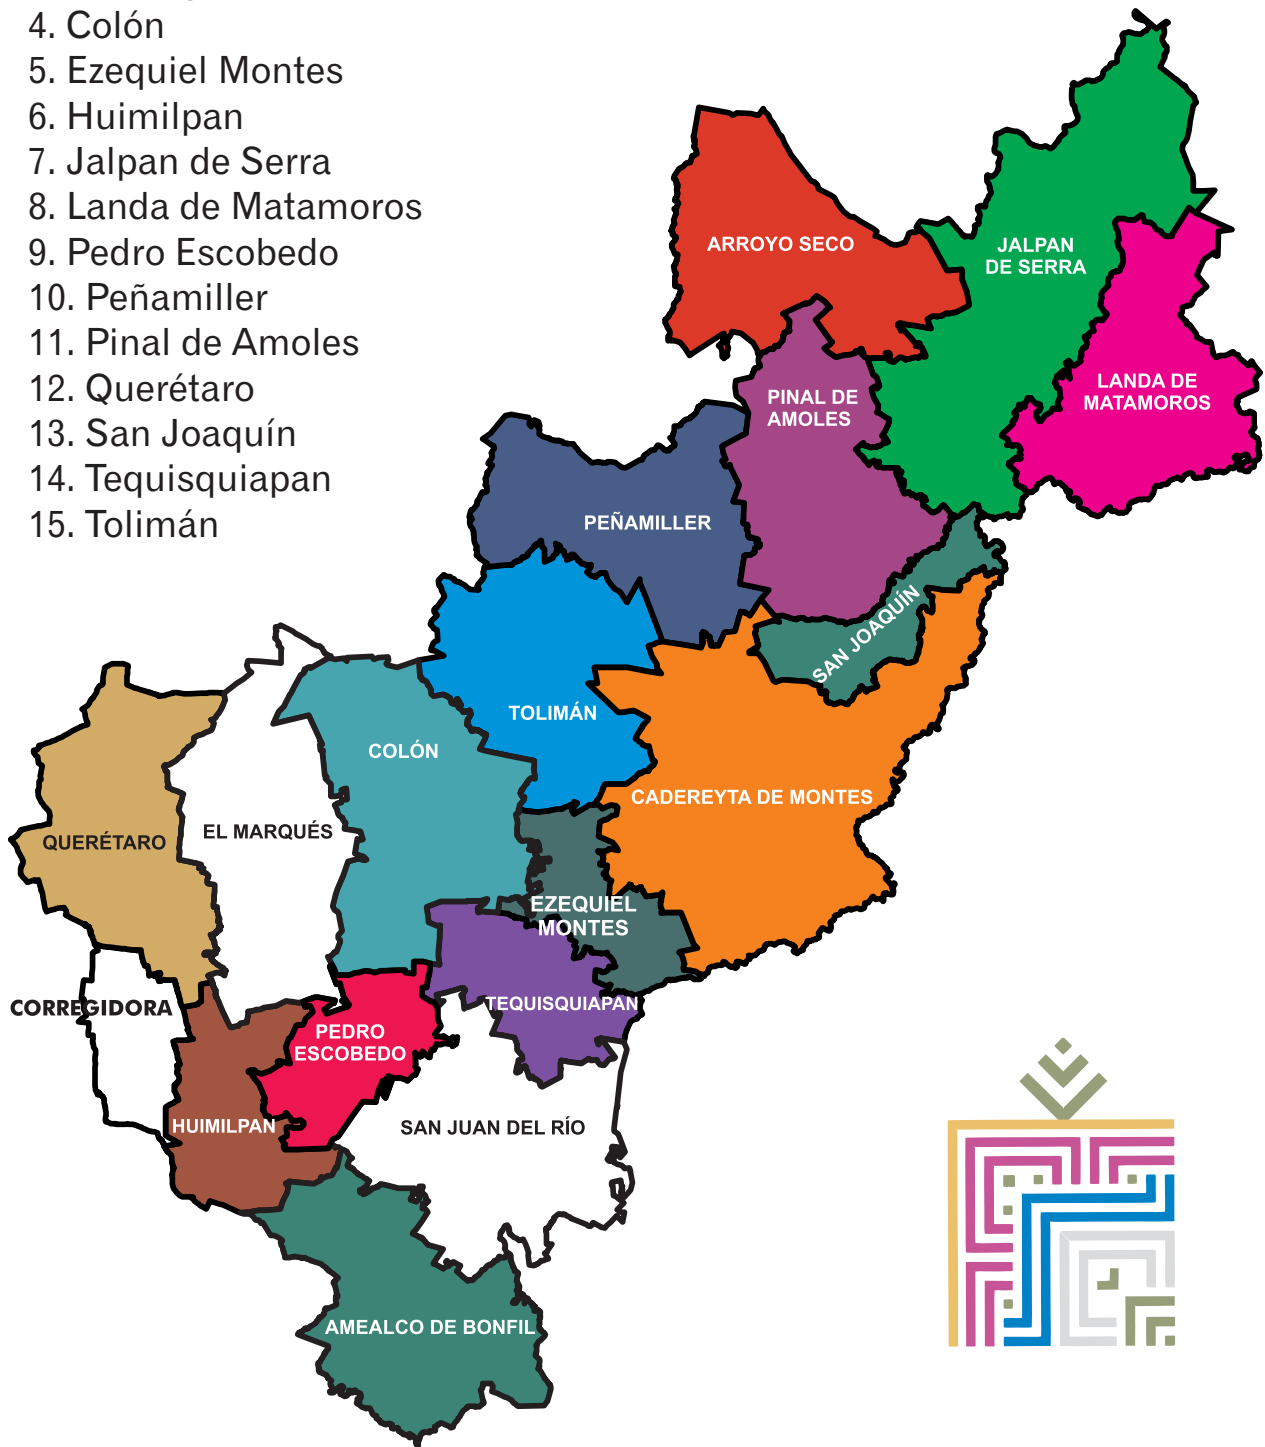 4. Colón
5. Ezequiel Montes
6. Huimilpan
7. Jalpan de Serra
8. Landa de Matamoros
9. Pedro Escobedo
10. Peñamiller
11. Pinal de Amoles
12. Querétaro
13. San Joaquín
14. Tequisquiapan
15. Tolimán
ARROYO SECO
JALPAN
DE SERRA
LANDA DE
MATAMOROS
PINAL DE
AMOLES
PEÑAMILLER
SAN JOAQUÍN
TOLIMÁN
COLÓN
CADEREYTA DE MONTES
EL MARQUÉS
QUERÉTARO
EZEQUIEL
MONTES
CORREGIDORA
TEQUISQUIAPAN
PEDRO
ESCOBEDO
HUIMILPAN
SAN JUAN DEL RÍO
AMEALCO DE BONFIL